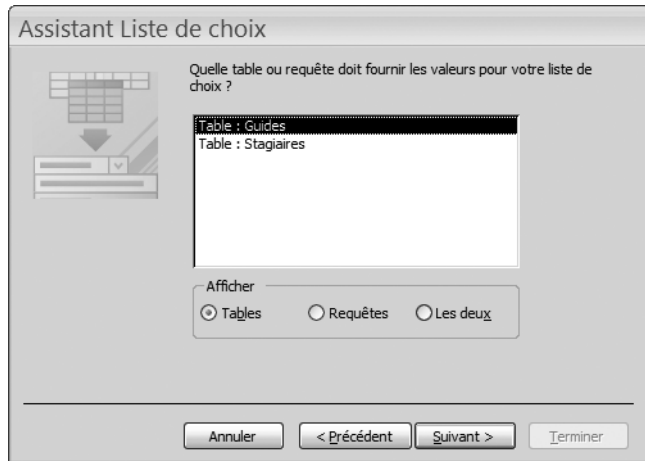 Assistant Liste de choix
Quelle table ou requête doit fournir les valeurs pour votre liste de
choix ?
Table : Guides
Table : Stagiaires
Afficher
Tables Requêtes Les deux
Annuler < Précédent Suivant > Terminer